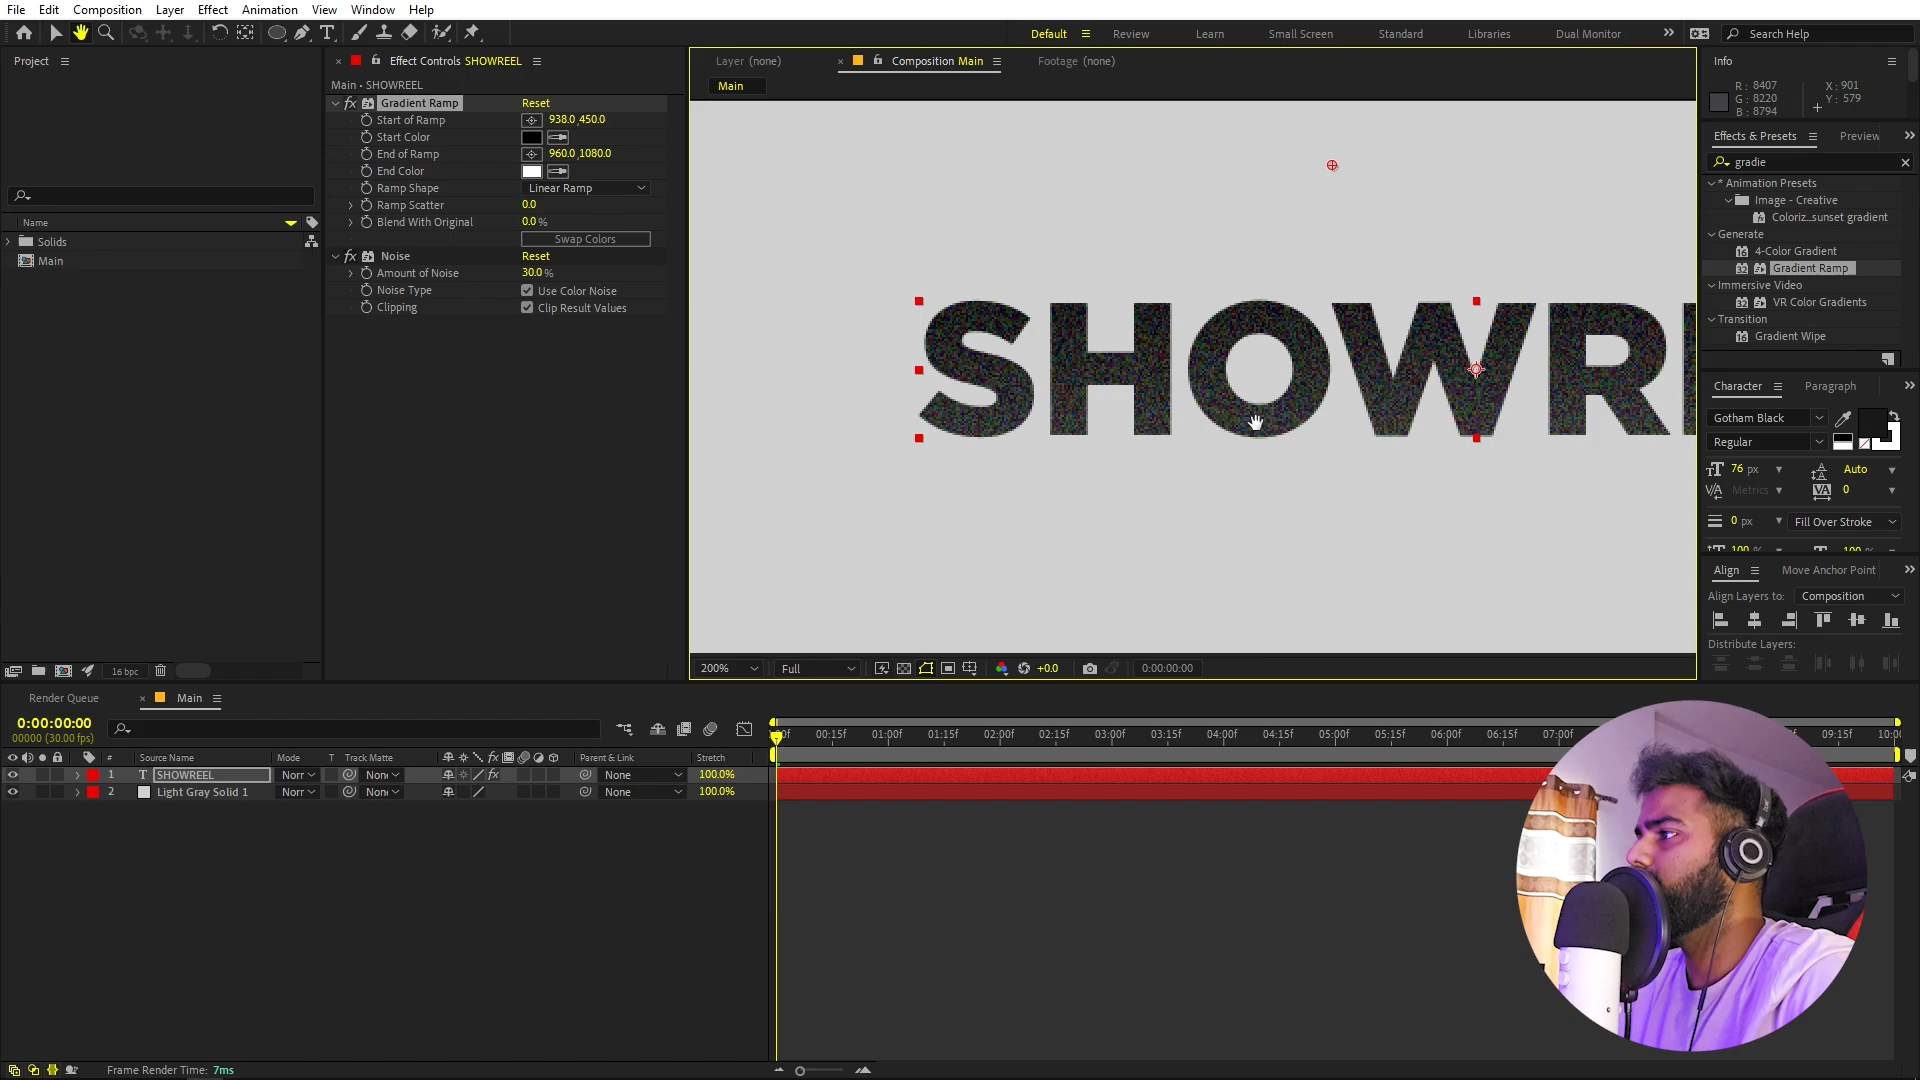 File Edit Composition Layer Effect Animation View Window Help
Default Review Learn Small Screen Standard Libraries Dual Monitor Search Help
Project
Name
Solids
Main
16 bpc
Effect Controls SHOWREEL
Main • SHOWREEL
Gradient Ramp Reset
Start of Ramp 938.0,450.0
Start Color
End of Ramp 960.0,1080.0
End Color
Ramp Shape Linear Ramp
Ramp Scatter 0.0
Blend With Original 0.0 %
Swap Colors
Noise Reset
Amount of Noise 30.0 %
Noise Type Use Color Noise
Clipping Clip Result Values
Layer (none) Composition Main Footage (none)
Main
SHOWRE
200% Full +0.0 0:00:00:00
Info
R: 8407 X: 901
G: 8220 Y: 579
B: 8794
Effects & Presets Preview
gradie
* Animation Presets
Image - Creative
Coloriz...sunset gradient
Generate
4-Color Gradient
Gradient Ramp
Immersive Video
VR Color Gradients
Transition
Gradient Wipe
Character Paragraph
Gotham Black
Regular
76 px Auto
Metrics 0
0 px Fill Over Stroke
100 % 100 %
Align Move Anchor Point
Align Layers to: Composition
Distribute Layers:
Render Queue Main
0:00:00:00
00000 (30.00 fps)
:00f 00:15f 01:00f 01:15f 02:00f 02:15f 03:00f 03:15f 04:00f 04:15f 05:00f 05:15f 06:00f 06:15f 07:00f 09:15f 10:0
# Source Name Mode T Track Matte Parent & Link Stretch
1 T SHOWREEL Norr None None 100.0%
2 Light Gray Solid 1 Norr None None 100.0%
Frame Render Time: 7ms